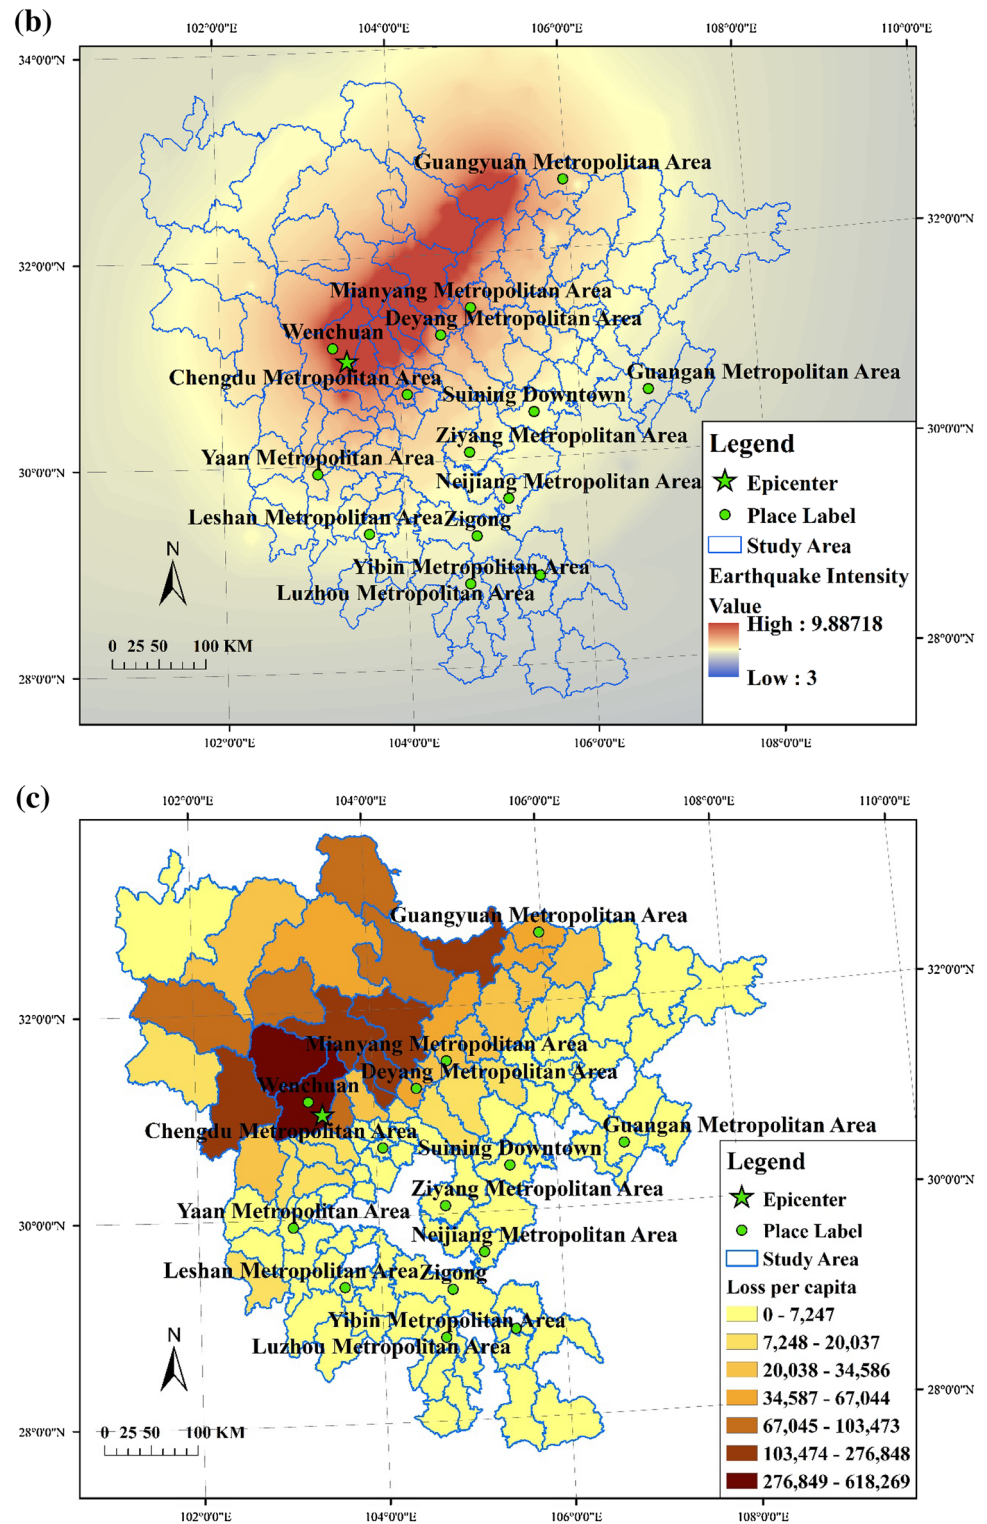 (b)
102°0'0"E 104°0'0"E 106°0'0"E 108°0'0"E 110°0'0"E
34°0'0"N
Guangyuan Metropolitan Area
32°0'0"N
32°0'0"N
Mianyang Metropolitan Area
Deyang Metropolitan Area
Wenchuan
Chengdu Metropolitan Area
Guangan Metropolitan Area
Suining Downtown
30°0'0"N
Ziyang Metropolitan Area
Yaan Metropolitan Area
30°0'0"N
Neijiang Metropolitan Area
Leshan Metropolitan Area
Zigong
Yibin Metropolitan Area
Luzhou Metropolitan Area
N
0 25 50 100 KM
28°0'0"N
28°0'0"N
Legend
Epicenter
Place Label
Study Area
Earthquake Intensity
Value
High : 9.88718
Low : 3
102°0'0"E 104°0'0"E 106°0'0"E 108°0'0"E
(c)
102°0'0"E 104°0'0"E 106°0'0"E 108°0'0"E 110°0'0"E
Guangyuan Metropolitan Area
32°0'0"N
32°0'0"N
Mianyang Metropolitan Area
Deyang Metropolitan Area
Wenchuan
Chengdu Metropolitan Area
Guangan Metropolitan Area
Suining Downtown
30°0'0"N
Ziyang Metropolitan Area
Yaan Metropolitan Area
30°0'0"N
Neijiang Metropolitan Area
Leshan Metropolitan Area
Zigong
Yibin Metropolitan Area
Luzhou Metropolitan Area
N
0 25 50 100 KM
28°0'0"N
28°0'0"N
Legend
Epicenter
Place Label
Study Area
Loss per capita
0 - 7,247
7,248 - 20,037
20,038 - 34,586
34,587 - 67,044
67,045 - 103,473
103,474 - 276,848
276,849 - 618,269
102°0'0"E 104°0'0"E 106°0'0"E 108°0'0"E